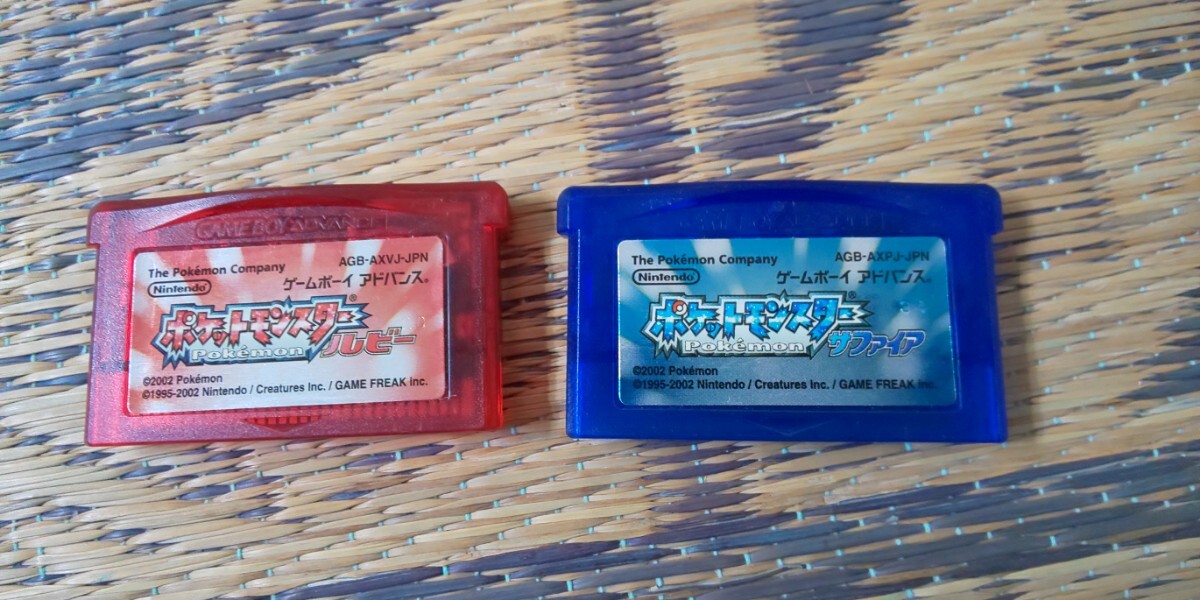 GAME BOY ADVANCE
The Pokémon Company
AGB-AXVJ-JPN
Nintendo
ゲームボーイ アドバンス®
ポケットモンスター®
Pokémon
ルビー
©2002 Pokémon
©1995-2002 Nintendo / Creatures Inc. / GAME FREAK inc.
GAME BOY ADVANCE
The Pokémon Company
AGB-AXPJ-JPN
Nintendo
ゲームボーイ アドバンス®
ポケットモンスター®
Pokémon
サファイア
©2002 Pokémon
©1995-2002 Nintendo / Creatures Inc. / GAME FREAK inc.